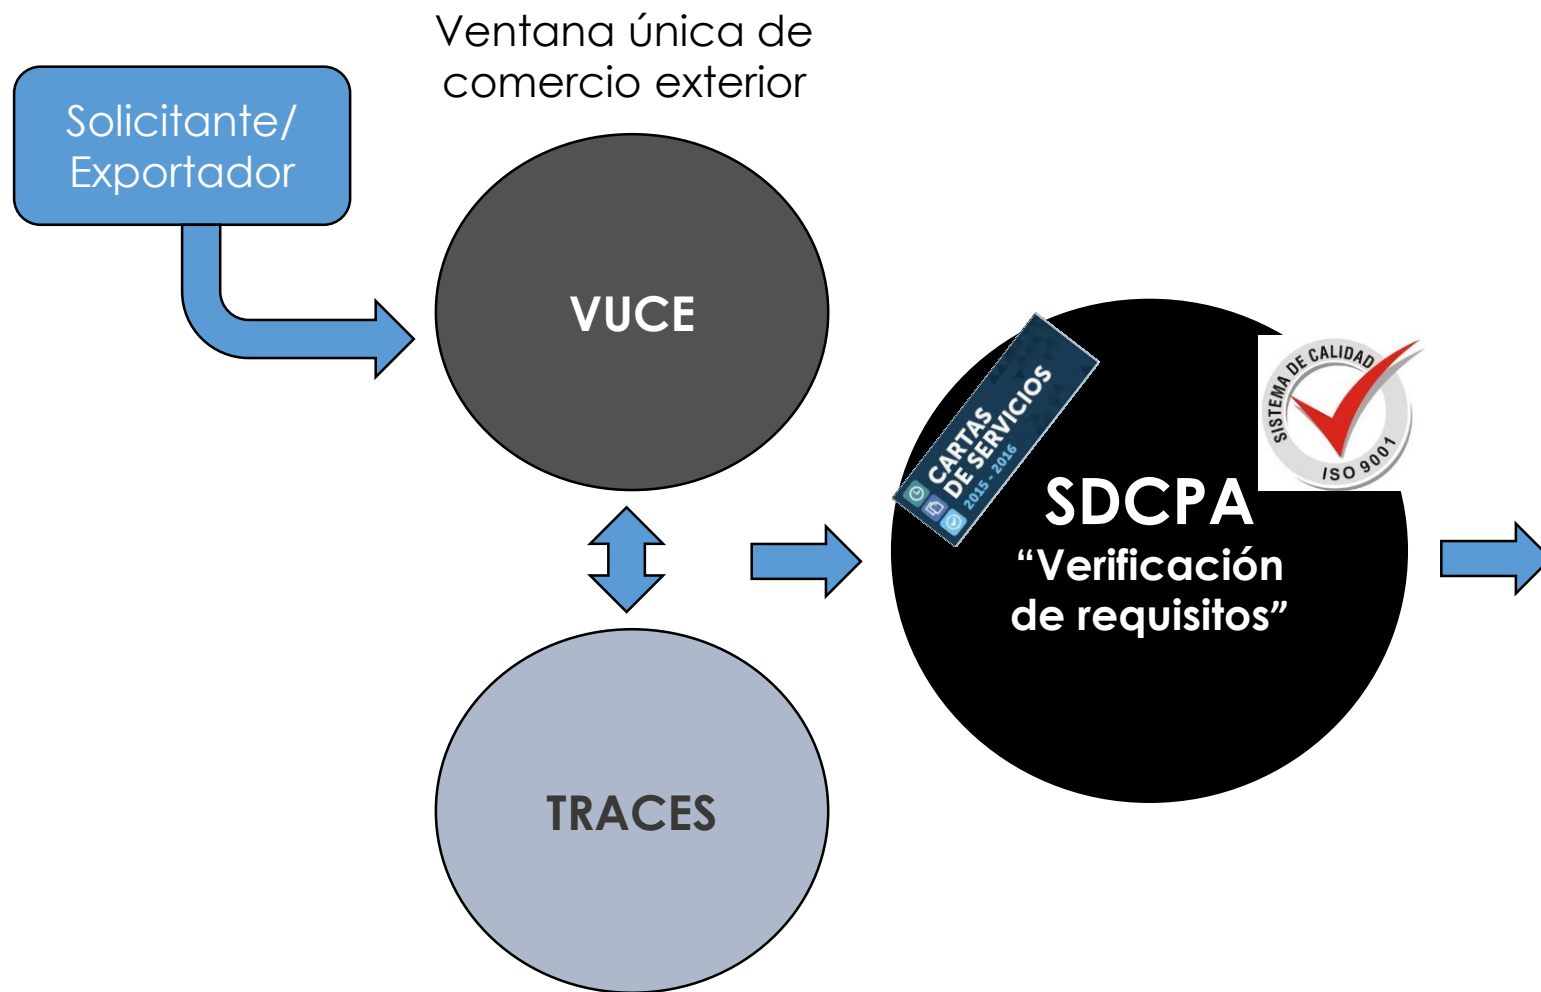 Ventana única de
comercio exterior
Solicitante/
Exportador
VUCE
CARTAS
DE SERVICIOS
2015 - 2016
SISTEMA DE CALIDAD
ISO 9001
SDCPA
“Verificación
de requisitos”
TRACES